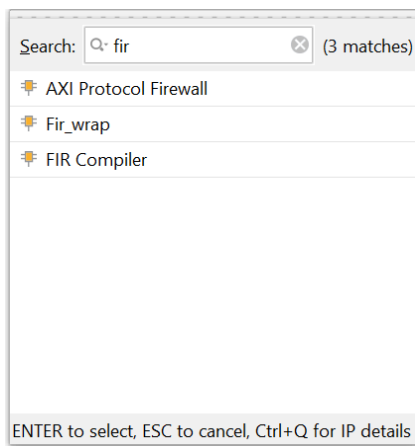 Search: fir (3 matches)
AXI Protocol Firewall
Fir_wrap
FIR Compiler
ENTER to select, ESC to cancel, Ctrl+Q for IP details